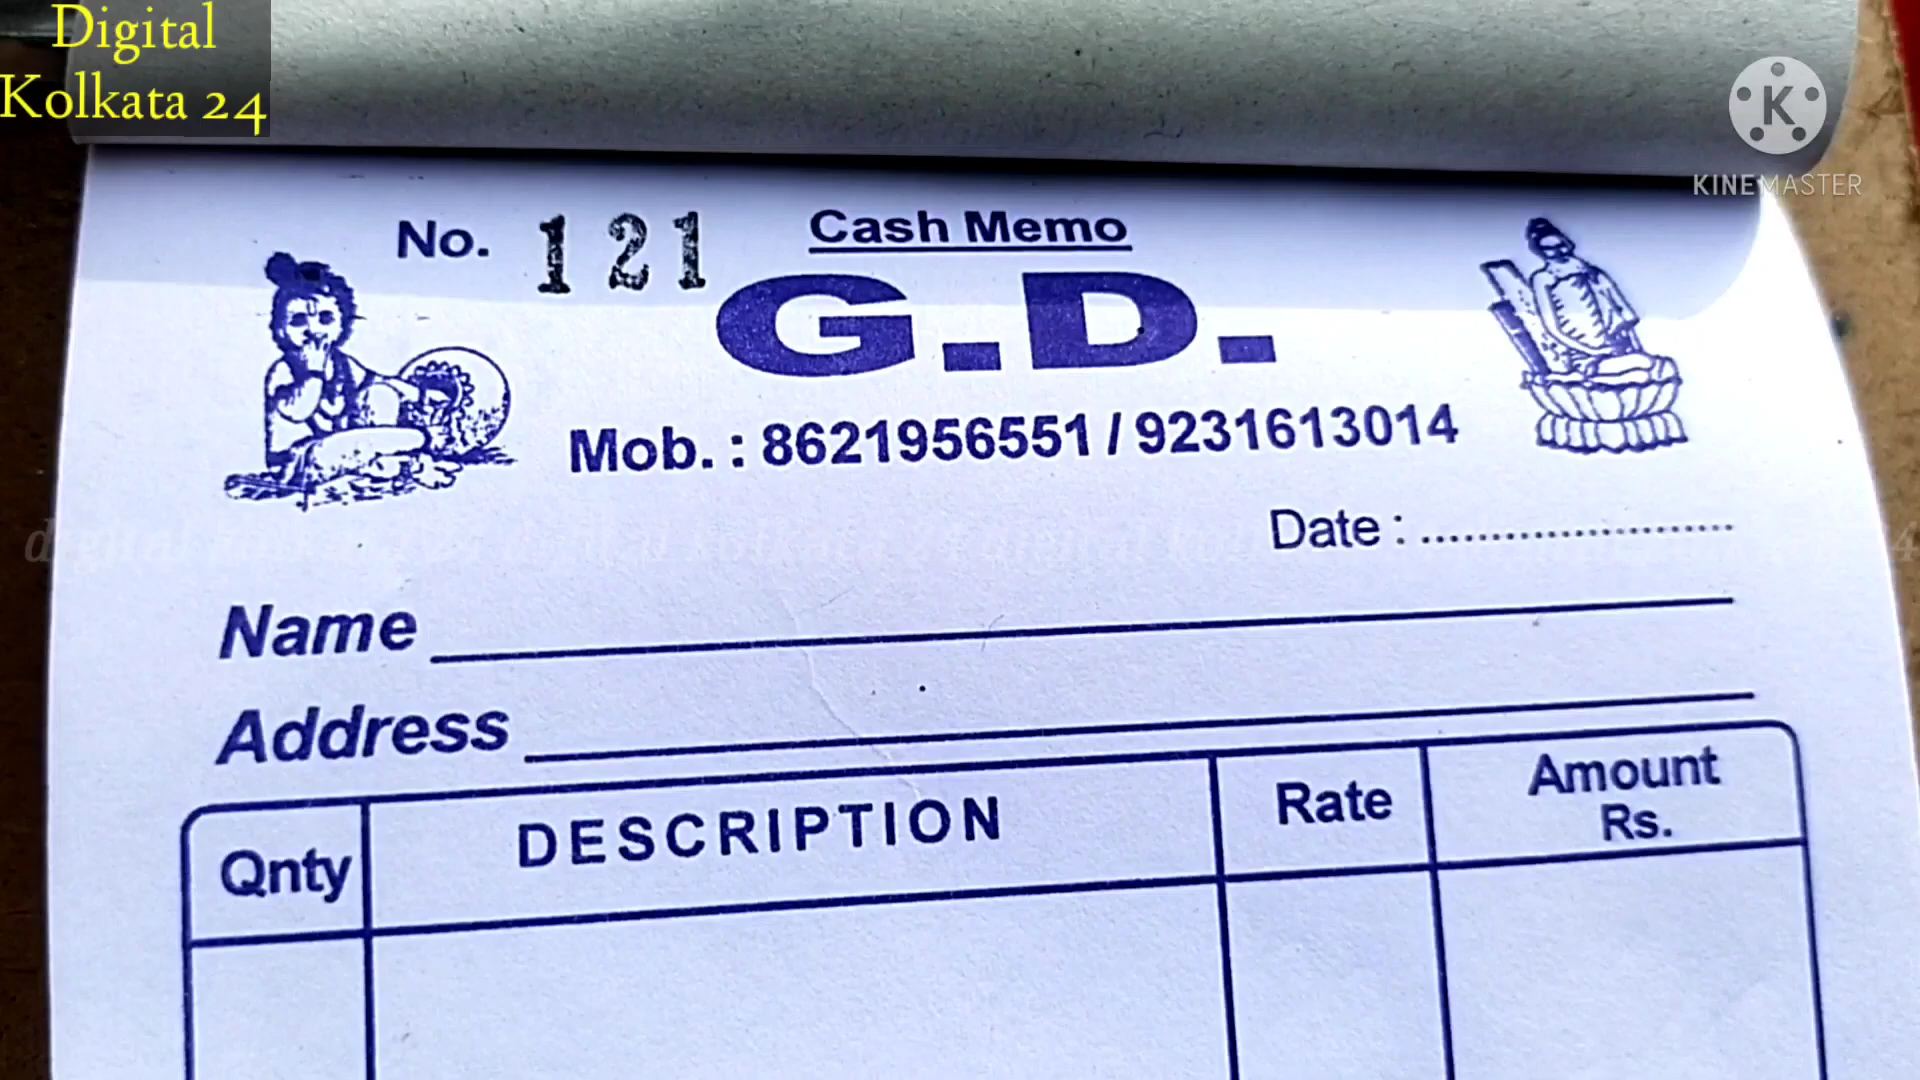 Digital
Kolkata 24
K
KINEMASTER
No. 121
Cash Memo
G.D.
Mob. : 8621956551 / 9231613014
Date :
Name
Address
Qnty DESCRIPTION Rate Amount
Rs.